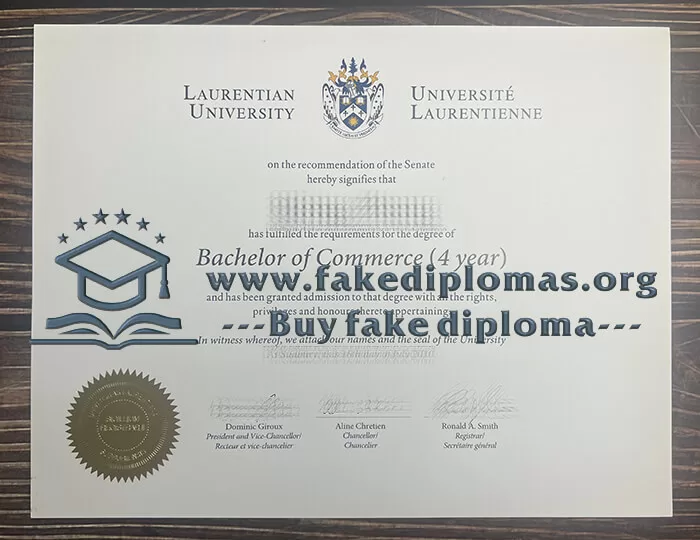 LAURENTIAN UNIVERSITY
UNIVERSITÉ LAURENTIENNE
on the recommendation of the Senate
hereby signifies that
has fulfilled the requirements for the degree of
Bachelor of Commerce (4 year)
www.fakediplomas.org
and has been granted admission to that degree with all the rights,
privileges and honours thereto appertaining
---Buy fake diploma---
In witness whereof, we attach our names and the seal of the University
Dominic Giroux
President and Vice-Chancellor/
Recteur et vice-chancelier
Aline Chretien
Chancellor/
Chancelier
Ronald A. Smith
Registrar/
Secrétaire général